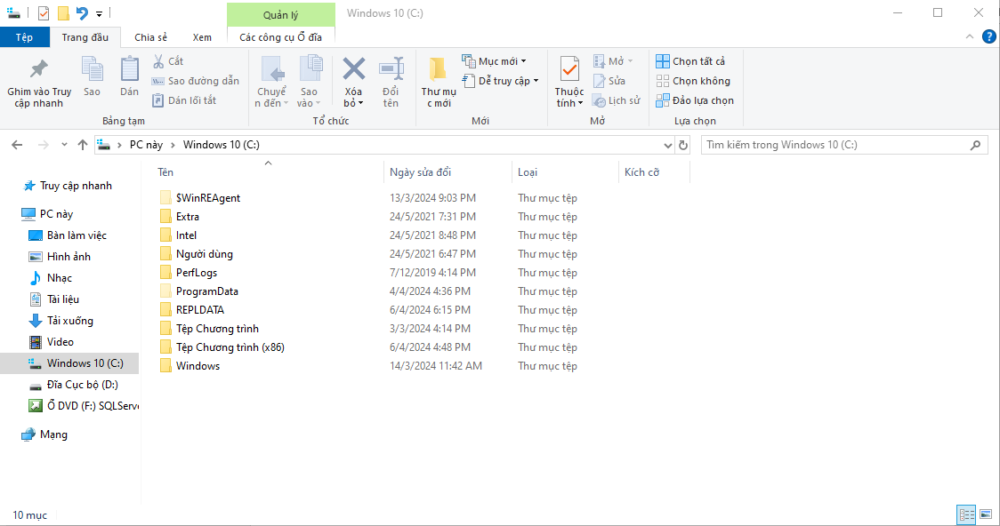 Quản lý
Windows 10 (C:)
Tệp
Trang đầu
Chia sẻ
Xem
Các công cụ Ổ đĩa
Ghim vào Truy cập nhanh
Sao
Dán
Cắt
Sao đường dẫn
Dán lối tắt
Bảng tạm
Chuyể
n đến
Sao
vào
Xóa
bỏ
Đổi
tên
Tổ chức
Thư mụ
c mới
Mục mới
Dễ truy cập
Mới
Thuộc
tính
Mở
Sửa
Lịch sử
Mở
Chọn tất cả
Chọn không
Đảo lựa chọn
Lựa chọn
PC này > Windows 10 (C:)
Tìm kiếm trong Windows 10 (C:)
Truy cập nhanh
PC này
Bàn làm việc
Hình ảnh
Nhạc
Tài liệu
Tải xuống
Video
Windows 10 (C:)
Đĩa Cục bộ (D:)
Ổ DVD (F:) SQLServe
Mạng
Tên Ngày sửa đổi Loại Kích cỡ
$WinREAgent 13/3/2024 9:03 PM Thư mục tệp
Extra 24/5/2021 7:31 PM Thư mục tệp
Intel 24/5/2021 8:48 PM Thư mục tệp
Người dùng 24/5/2021 6:47 PM Thư mục tệp
PerfLogs 7/12/2019 4:14 PM Thư mục tệp
ProgramData 4/4/2024 4:36 PM Thư mục tệp
REPLDATA 6/4/2024 6:15 PM Thư mục tệp
Tệp Chương trình 3/3/2024 4:14 PM Thư mục tệp
Tệp Chương trình (x86) 6/4/2024 4:48 PM Thư mục tệp
Windows 14/3/2024 11:42 AM Thư mục tệp
10 mục